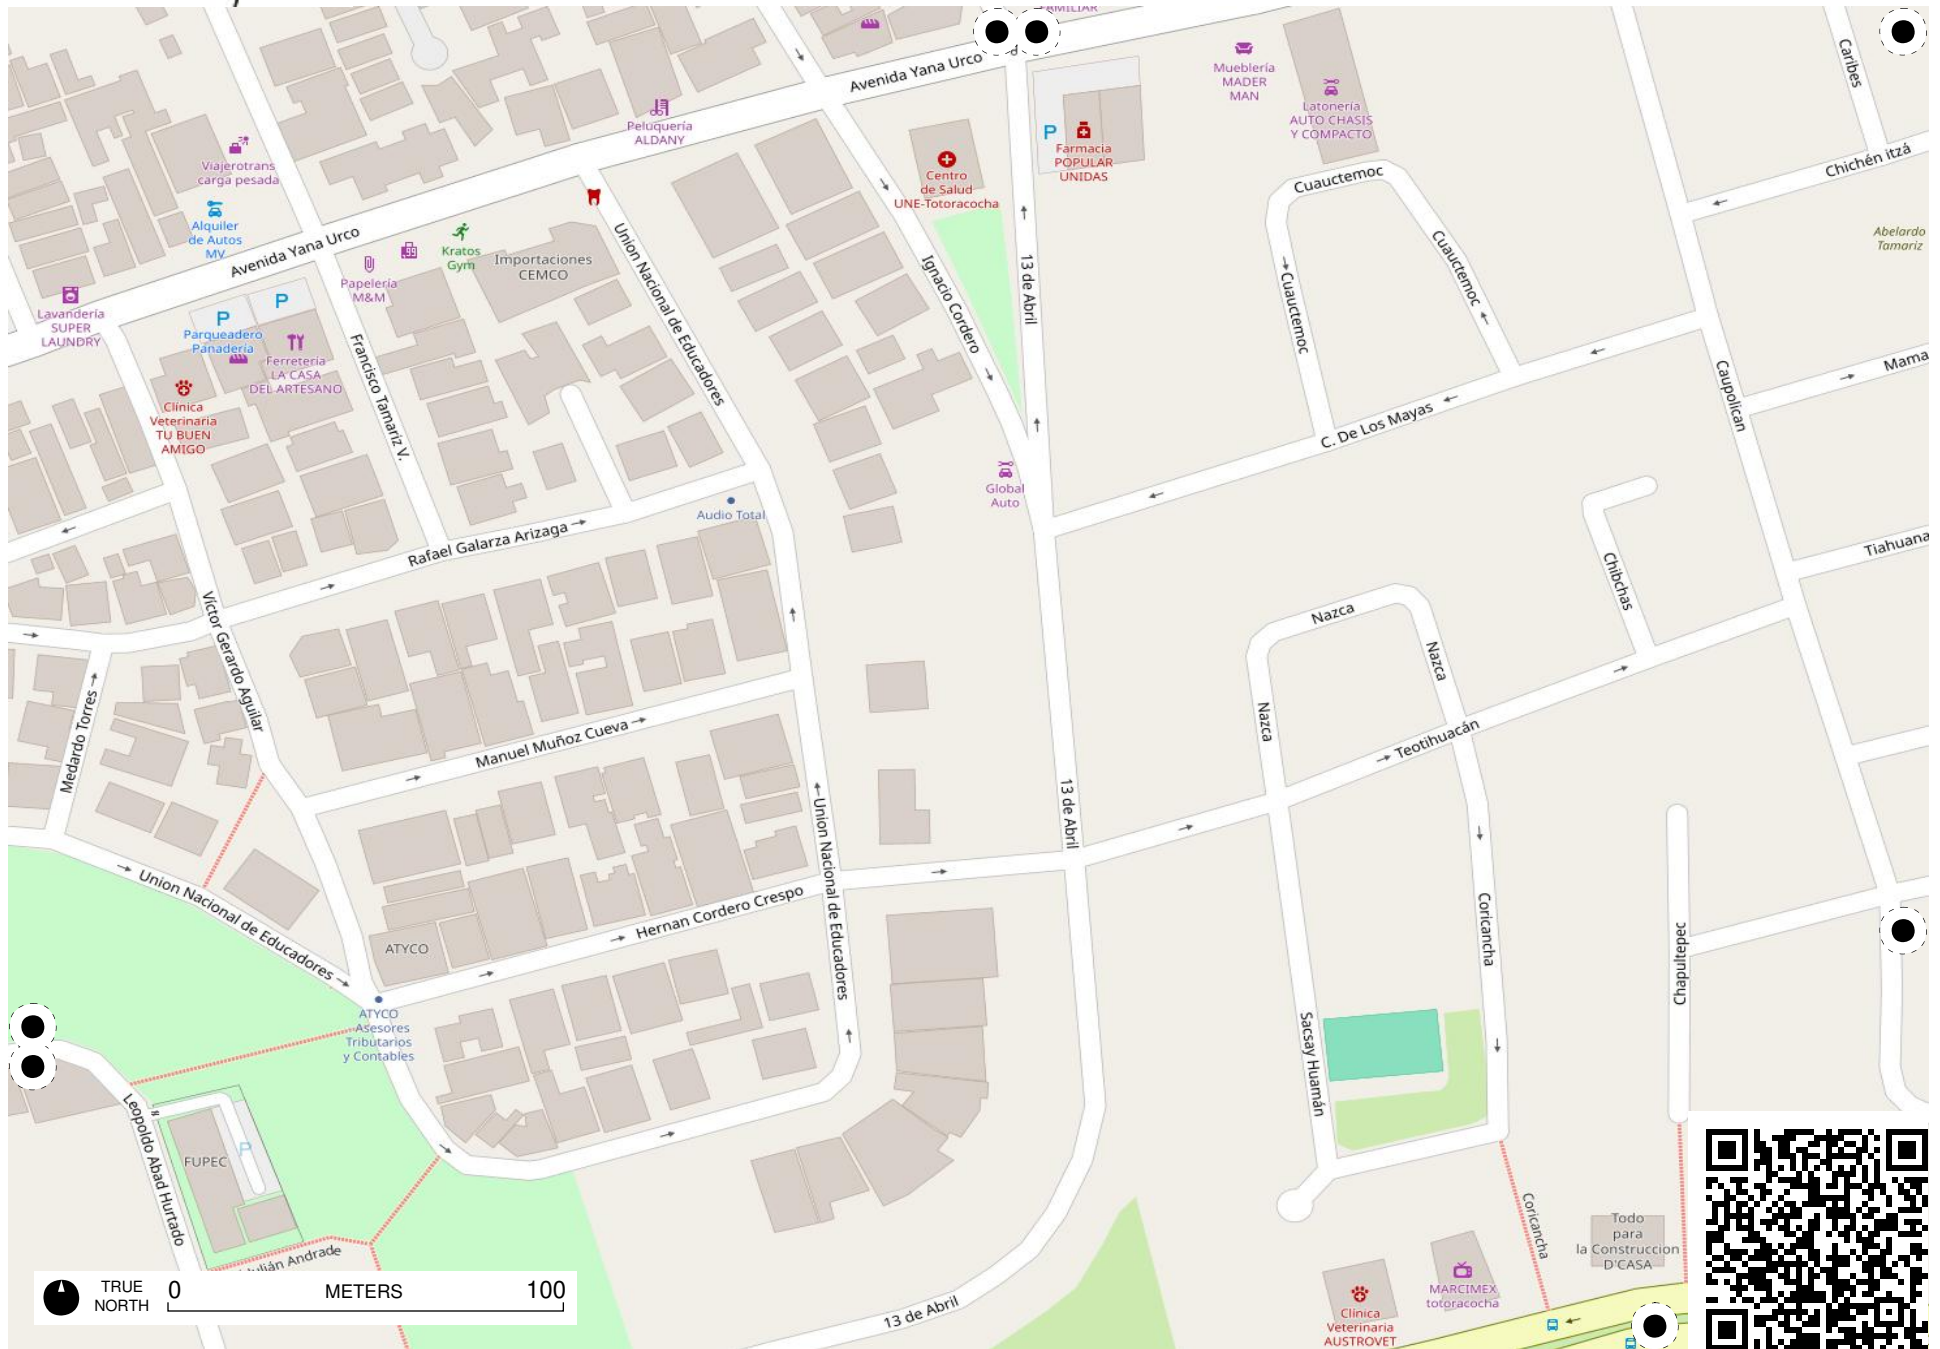 FAMILIAR
Avenida Yana Urco
Caribes
Mueblería
MADER
MAN
Latonería
AUTO CHASIS
Y COMPACTO
Peluquería
ALDANY
P
Farmacia
POPULAR
UNIDAS
Centro
de Salud
UNE-Totoracocha
Viajerotrans
carga pesada
Chichén itzá
Cuauctemoc
Alquiler
de Autos
MV
Avenida Yana Urco
Kratos
Gym
Importaciones
CEMCO
Papelería
M&M
Union Nacional de Educadores
Ignacio Cordero
13 de Abril
Cuauctemoc
Cuauctemoc
Abelardo
Tamariz
Lavandería
SUPER
LAUNDRY
P
P
Parqueadero
Panadería
Ferretería
LA CASA
DEL ARTESANO
Francisco Tamariz V.
Clínica
Veterinaria
TU BUEN
AMIGO
C. De Los Mayas
Caupolican
Mama
Global
Auto
Audio Total
Rafael Galarza Arizaga
Tiahuana
Chibchas
Víctor Gerardo Aguilar
Nazca
Nazca
Nazca
Medardo Torres
Manuel Muñoz Cueva
Teotihuacán
13 de Abril
Union Nacional de Educadores
Union Nacional de Educadores
Hernan Cordero Crespo
ATYCO
Coricancha
Chapultepec
ATYCO
Asesores
Tributarios
y Contables
Sacsay Huamán
Leopoldo Abad Hurtado
FUPEC
P
Julián Andrade
Coricancha
Todo
para
la Construccion
D'CASA
MARCIMEX
totoracocha
Clínica
Veterinaria
AUSTROVET
13 de Abril
TRUE
NORTH
0 METERS 100